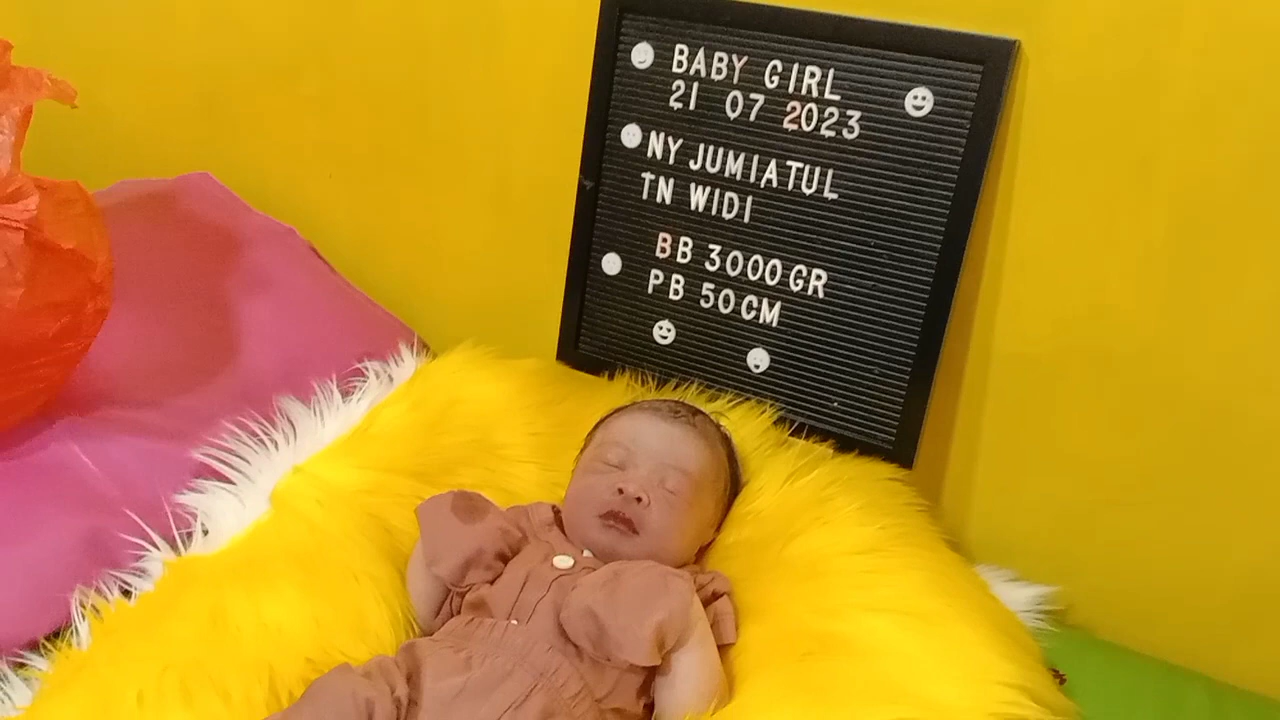 BABY GIRL
21 07 2023
NY JUMIATUL
TN WIDI
BB 3000 GR
PB 50 CM